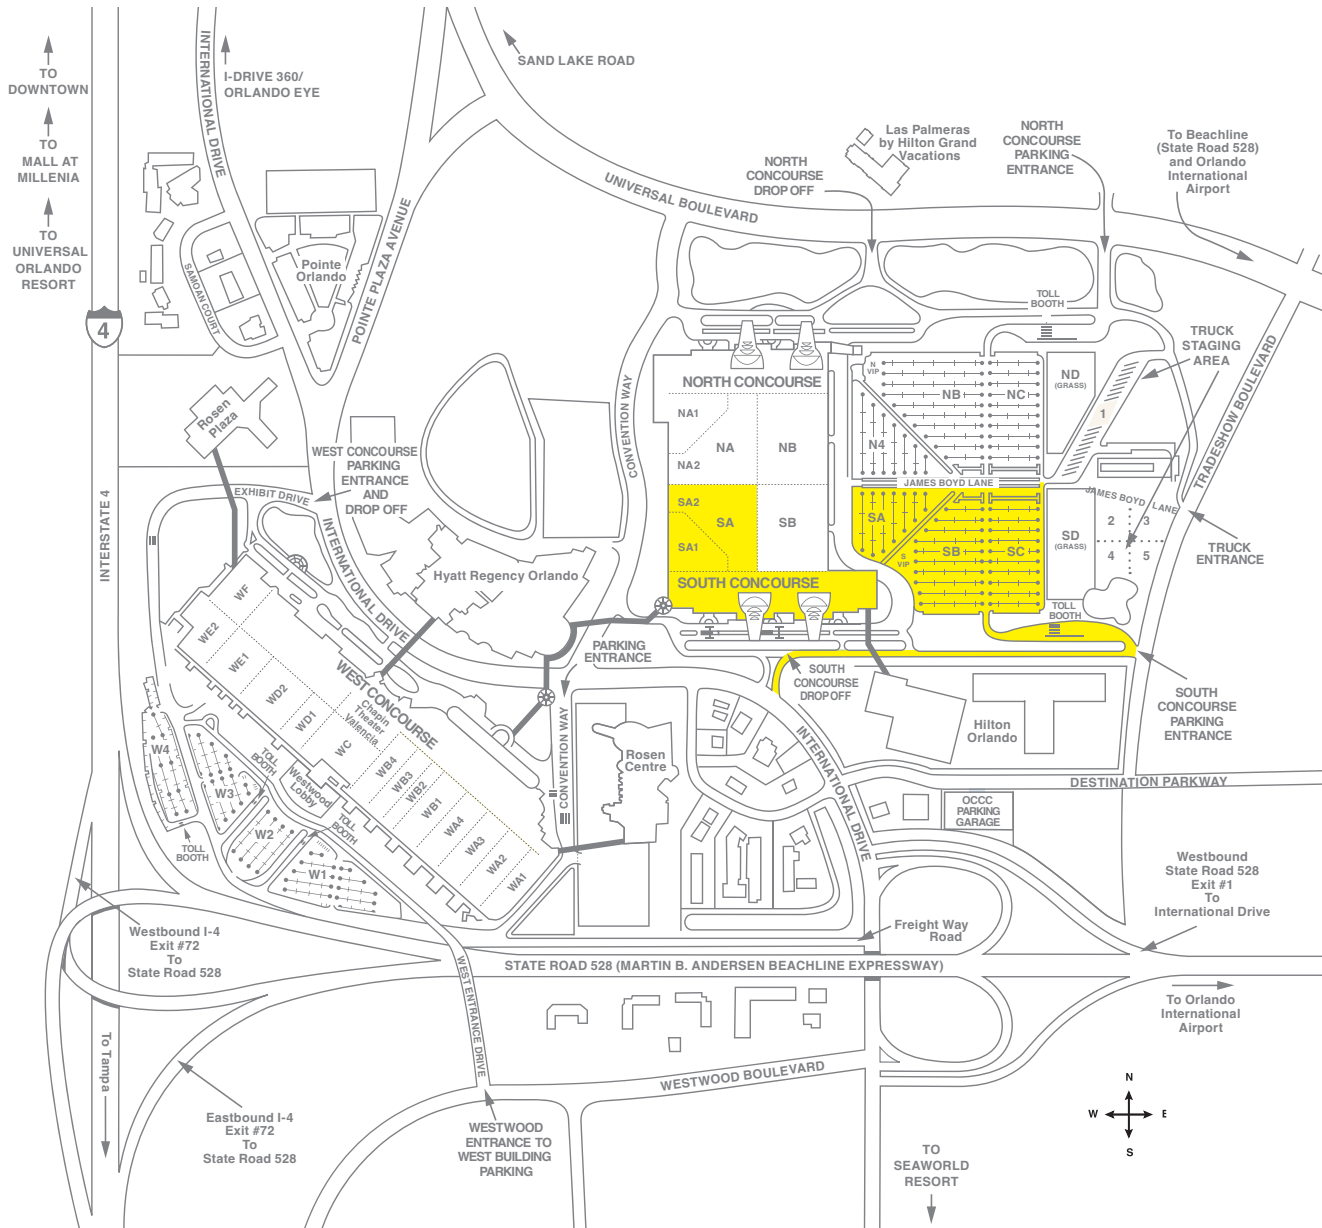 TO
DOWNTOWN
TO
MALL AT
MILLENIA
TO
UNIVERSAL
ORLANDO
RESORT
4
INTERSTATE 4
INTERNATIONAL DRIVE
I-DRIVE 360/
ORLANDO EYE
SAND LAKE ROAD
POINTE PLAZA AVENUE
Pointe
Orlando
SAMOAN COURT
UNIVERSAL BOULEVARD
NORTH
CONCOURSE
DROP OFF
Las Palmeras
by Hilton Grand
Vacations
NORTH
CONCOURSE
PARKING
ENTRANCE
To Beachline
(State Road 528)
and Orlando
International
Airport
TOLL
BOOTH
TRUCK
STAGING
AREA
TRADESHOW BOULEVARD
Rosen
Plaza
WEST CONCOURSE
PARKING
ENTRANCE
AND
DROP OFF
EXHIBIT DRIVE
CONVENTION WAY
NORTH CONCOURSE
NA1
NA
NA2
NB
SA2
SA
SA1
SB
SOUTH CONCOURSE
N
VIP
NB
NC
N4
ND
(GRASS)
1
JAMES BOYD LANE
JAMES BOYD LANE
SA
S
VIP
SB
SC
SD
(GRASS)
2
3
4
5
TRUCK
ENTRANCE
TOLL
BOOTH
INTERNATIONAL DRIVE
Hyatt Regency Orlando
PARKING
ENTRANCE
SOUTH
CONCOURSE
DROP OFF
SOUTH
CONCOURSE
PARKING
ENTRANCE
Hilton
Orlando
WF
WE2
WE1
WD2
WD1
WC
WEST CONCOURSE
Chapin
Theater
Valencia
WB4
WB3
WB2
WB1
WA4
WA3
WA2
WA1
Westwood
Lobby
W4
W3
W2
W1
TOLL
BOOTH
TOLL
BOOTH
TOLL
BOOTH
CONVENTION WAY
Rosen
Centre
INTERNATIONAL DRIVE
DESTINATION PARKWAY
OCCC
PARKING
GARAGE
Westbound
State Road 528
Exit #1
To
International Drive
Freight Way
Road
Westbound I-4
Exit #72
To
State Road 528
STATE ROAD 528 (MARTIN B. ANDERSEN BEACHLINE EXPRESSWAY)
To Orlando
International
Airport
WEST ENTRANCE DRIVE
To Tampa
WESTWOOD BOULEVARD
Eastbound I-4
Exit #72
To
State Road 528
WESTWOOD
ENTRANCE TO
WEST BUILDING
PARKING
TO
SEAWORLD
RESORT
N
W
E
S